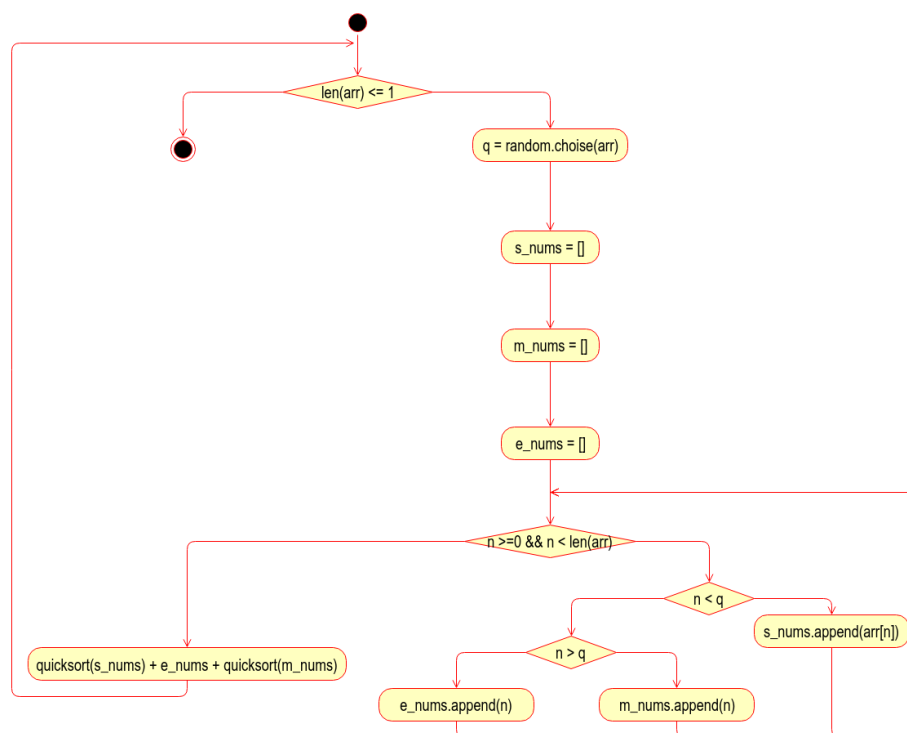 len(arr) <= 1
q = random.choise(arr)
s_nums = []
m_nums = []
e_nums = []
n >=0 && n < len(arr)
n < q
s_nums.append(arr[n])
n > q
quicksort(s_nums) + e_nums + quicksort(m_nums)
e_nums.append(n)
m_nums.append(n)